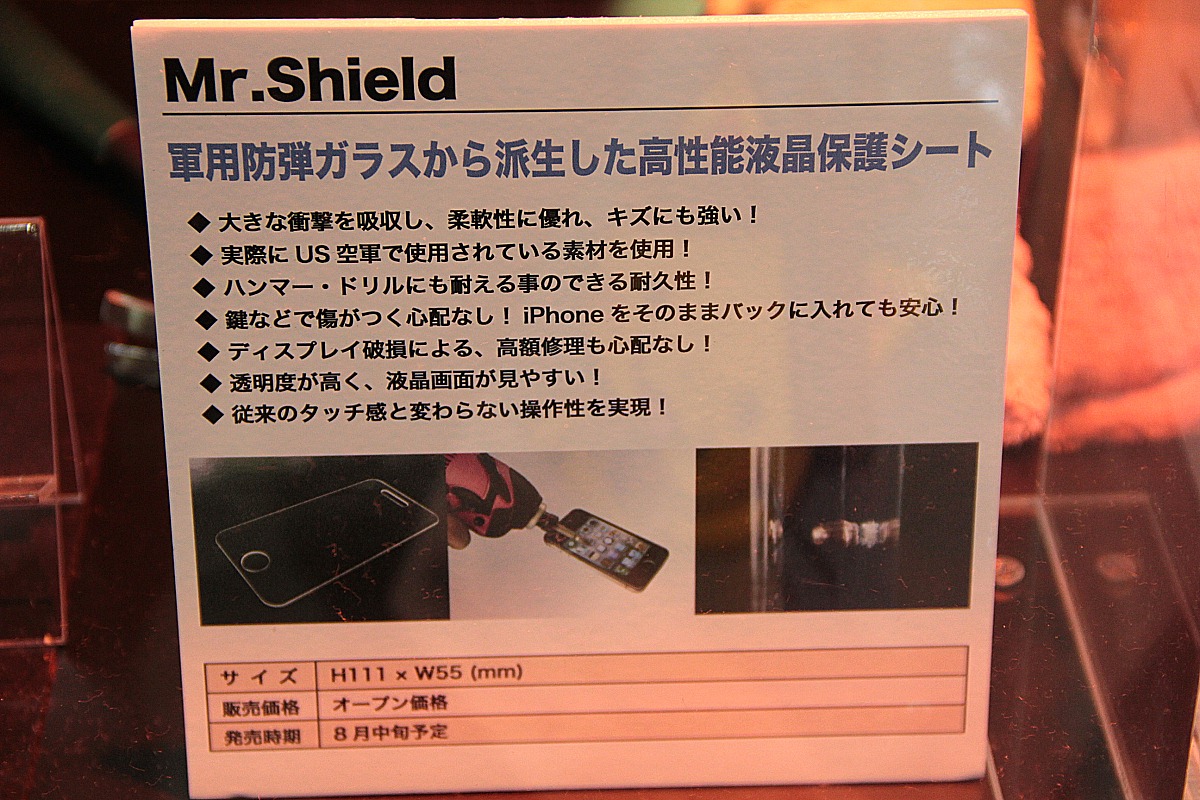 Mr.Shield
軍用防弾ガラスから派生した高性能液晶保護シート
◆ 大きな衝撃を吸収し、柔軟性に優れ、キズにも強い！
◆ 実際に US 空軍で使用されている素材を使用！
◆ ハンマー・ドリルにも耐える事のできる耐久性！
◆ 鍵などで傷がつく心配なし！ iPhone をそのままバックに入れても安心！
◆ ディスプレイ破損による、高額修理も心配なし！
◆ 透明度が高く、液晶画面が見やすい！
◆ 従来のタッチ感と変わらない操作性を実現！
サ イ ズ H111 × W55 (mm)
販売価格 オープン価格
発売時期 8 月中旬予定